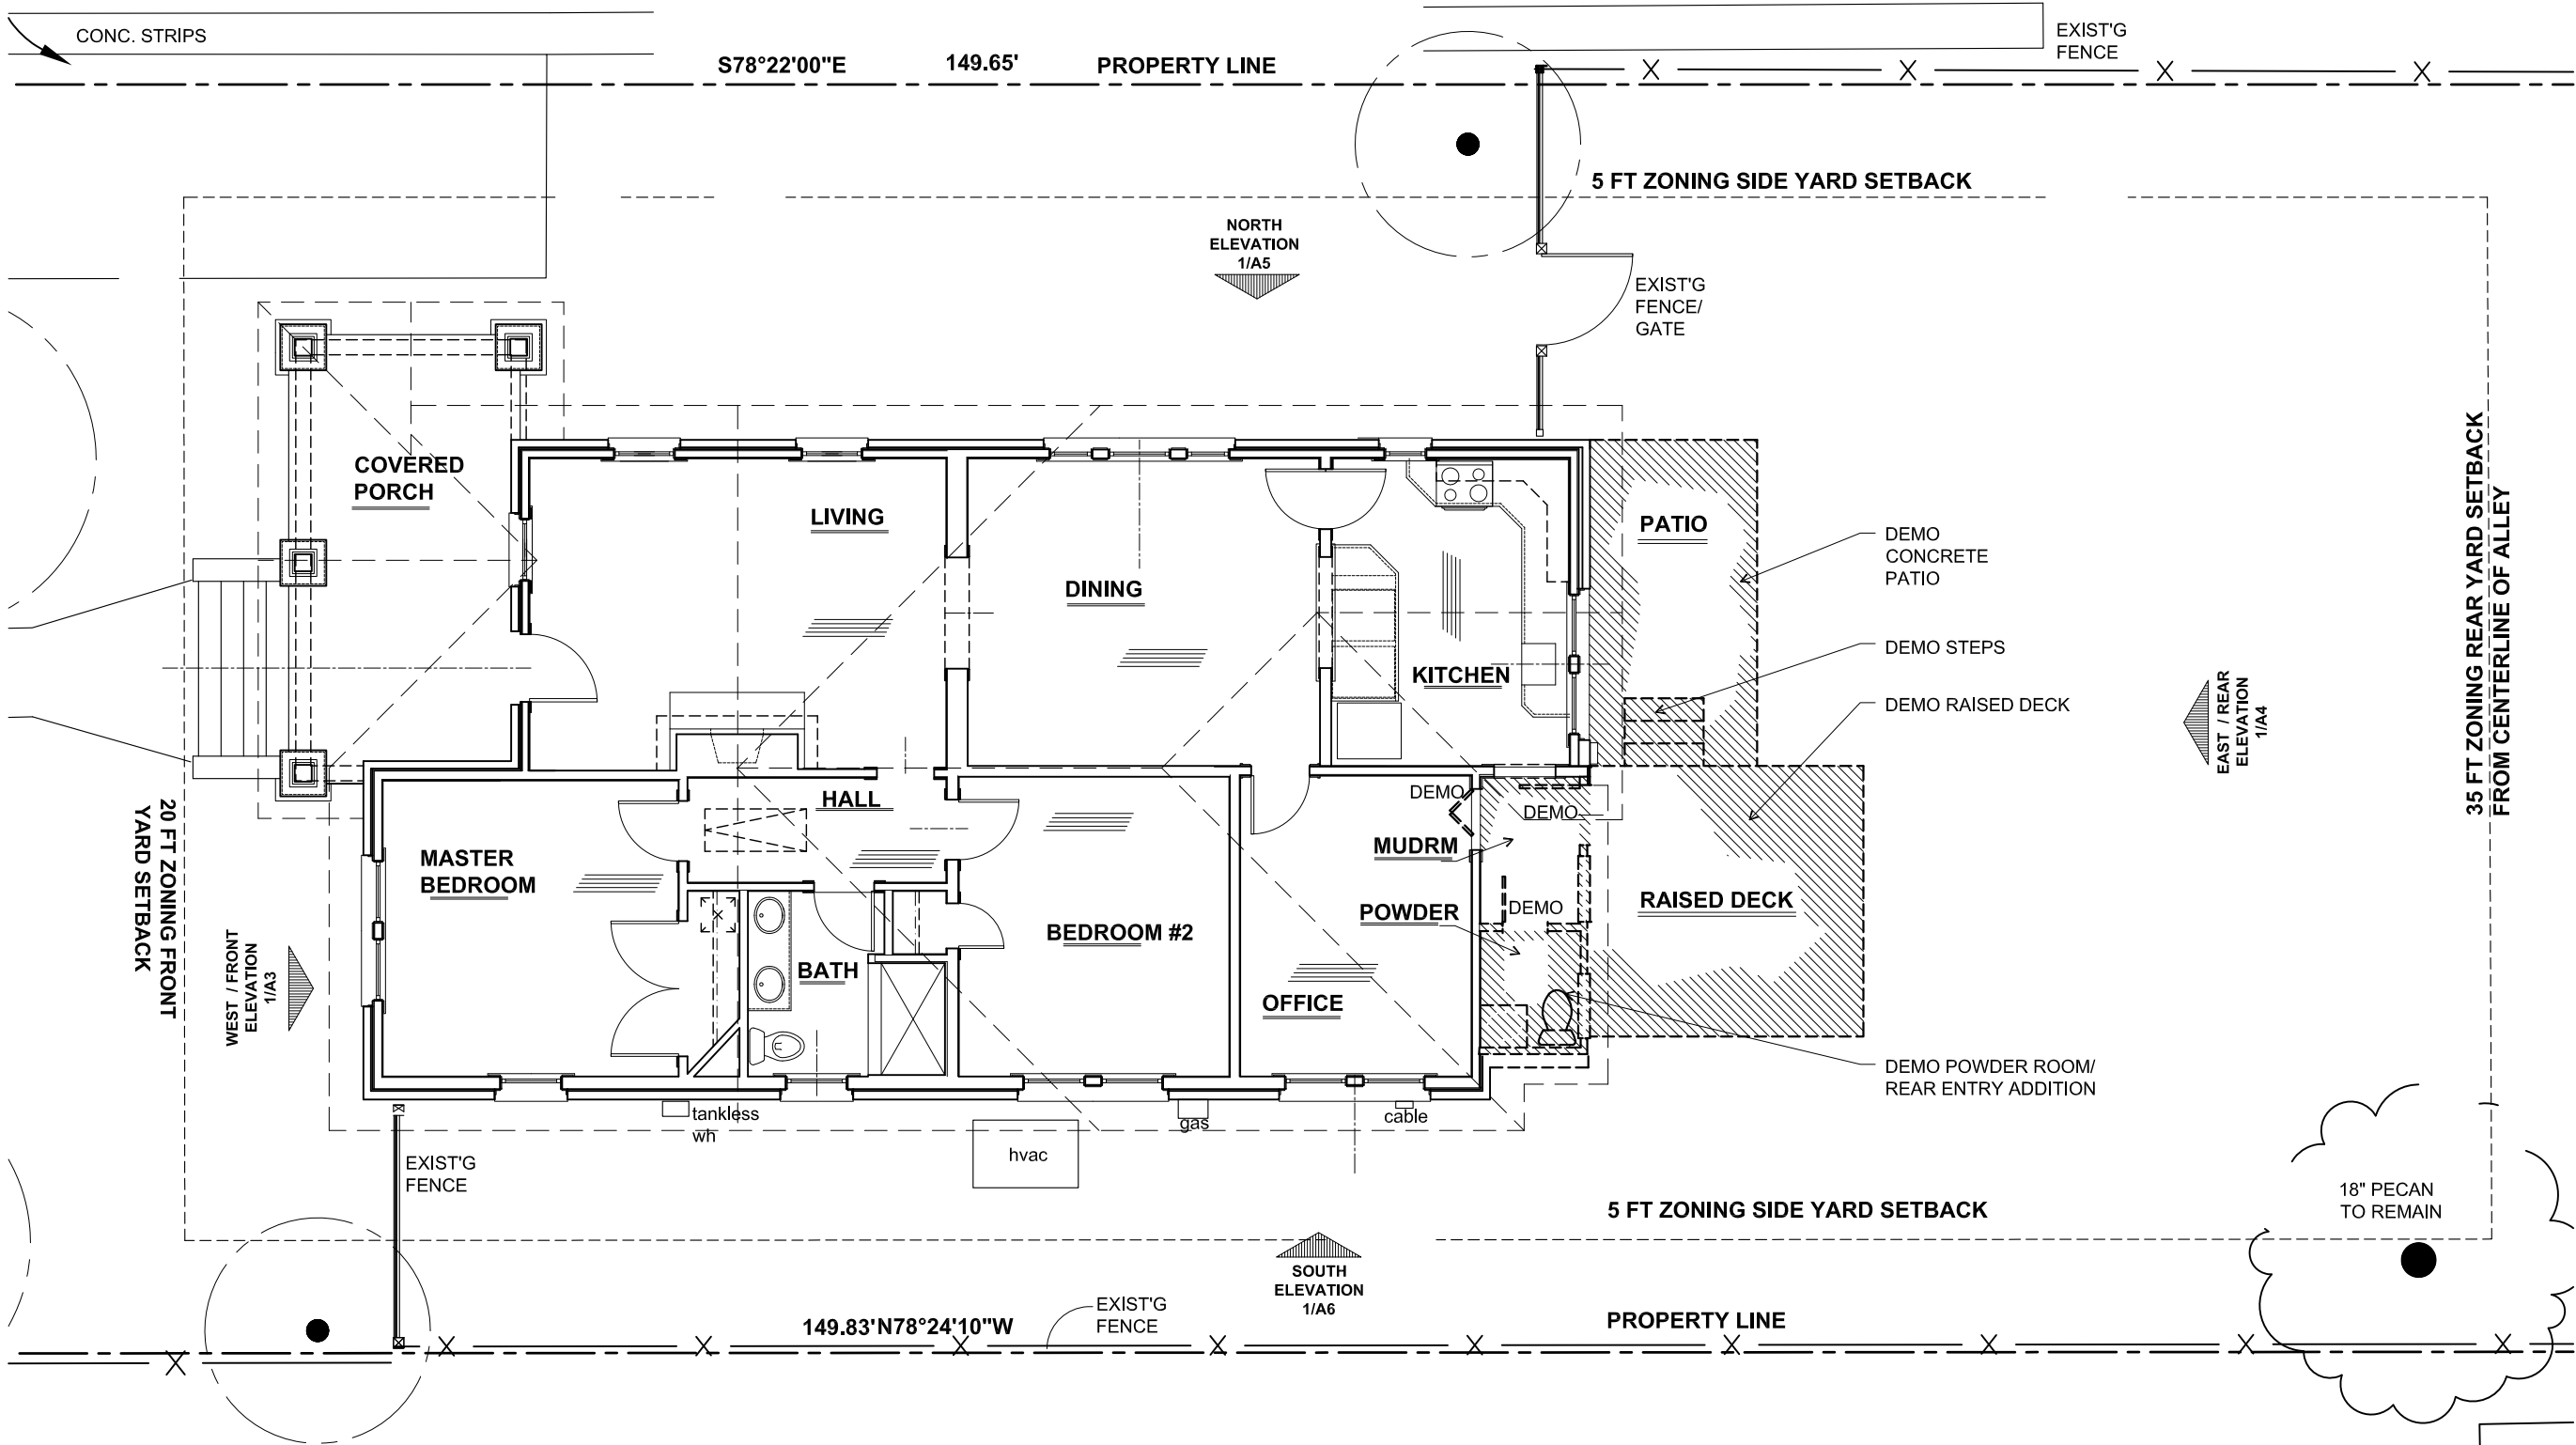 CONC. STRIPS
S78°22'00"E 149.65' PROPERTY LINE
EXIST'G
FENCE
5 FT ZONING SIDE YARD SETBACK
NORTH
ELEVATION
1/A5
EXIST'G
FENCE/
GATE
COVERED
PORCH
LIVING
DINING
KITCHEN
PATIO
DEMO
CONCRETE
PATIO
DEMO STEPS
DEMO RAISED DECK
EAST / REAR
ELEVATION
1/A4
35 FT ZONING REAR YARD SETBACK
FROM CENTERLINE OF ALLEY
20 FT ZONING FRONT
YARD SETBACK
WEST / FRONT
ELEVATION
1/A3
MASTER
BEDROOM
HALL
BATH
BEDROOM #2
OFFICE
DEMO
DEMO
MUDRM
POWDER
DEMO
RAISED DECK
DEMO POWDER ROOM/
REAR ENTRY ADDITION
tankless
wh
hvac
gas
cable
EXIST'G
FENCE
5 FT ZONING SIDE YARD SETBACK
18" PECAN
TO REMAIN
SOUTH
ELEVATION
1/A6
149.83'N78°24'10"W
EXIST'G
FENCE
PROPERTY LINE